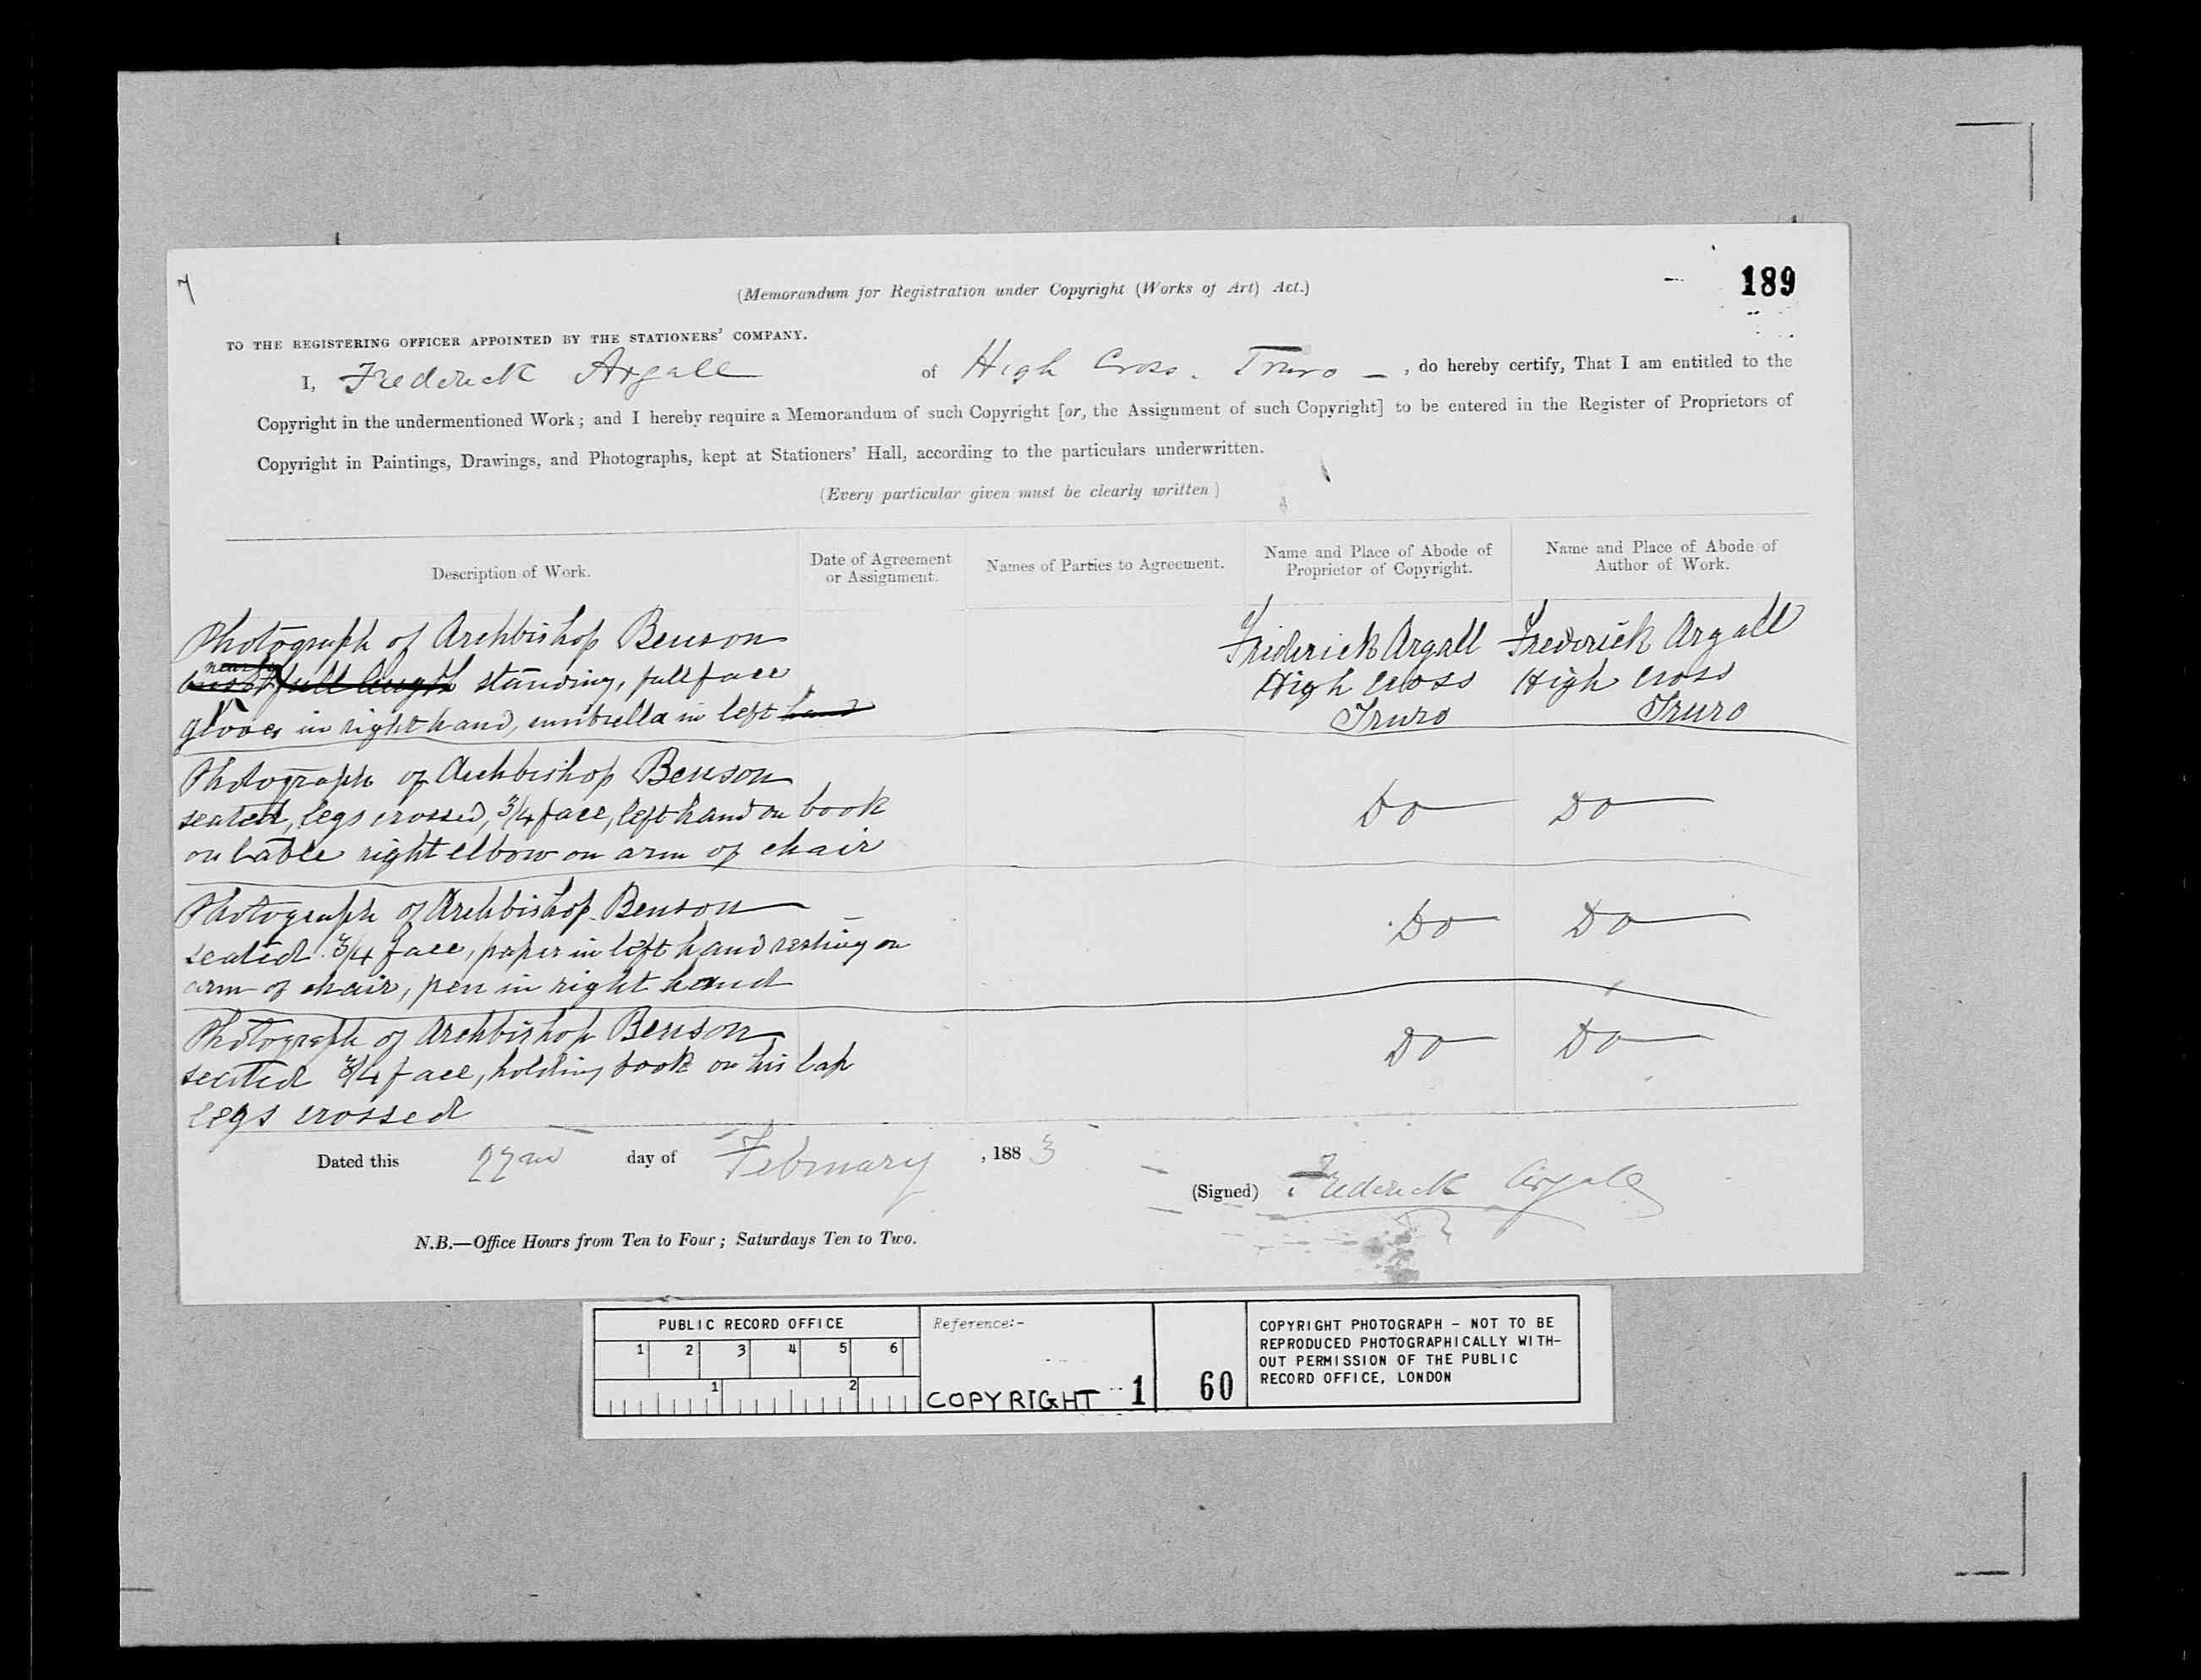 189
(Memorandum for Registration under Copyright (Works of Art) Act.)
TO THE REGISTERING OFFICER APPOINTED BY THE STATIONERS' COMPANY.
I, Frederick Argall of High Cross. Truro — , do hereby certify, That I am entitled to the
Copyright in the undermentioned Work; and I hereby require a Memorandum of such Copyright [or, the Assignment of such Copyright] to be entered in the Register of Proprietors of
Copyright in Paintings, Drawings, and Photographs, kept at Stationers' Hall, according to the particulars underwritten.
(Every particular given must be clearly written)
Description of Work.
Date of Agreement
or Assignment.
Names of Parties to Agreement.
Name and Place of Abode of
Proprietor of Copyright.
Name and Place of Abode of
Author of Work.
Photograph of Archbishop Benson
nearly
full length standing, full face
gloves in right hand, umbrella in left hand
Frederick Argall
High Cross
Truro
Frederick Argall
High Cross
Truro
Photograph of Archbishop Benson
seated, legs crossed, 3/4 face, left hand on book
on table right elbow on arm of chair
Do Do
Photograph of Archbishop Benson
seated 3/4 face, paper in left hand resting on
arm of chair, pen in right hand
Do Do
Photograph of Archbishop Benson
seated 3/4 face, holding book on his lap
legs crossed
Do Do
Dated this day of February , 188 3
(Signed) Frederick Argall
N.B.—Office Hours from Ten to Four; Saturdays Ten to Two.
PUBLIC RECORD OFFICE
1 2 3 4 5 6
1 2
Reference:-
COPYRIGHT 1
60
COPYRIGHT PHOTOGRAPH - NOT TO BE
REPRODUCED PHOTOGRAPHICALLY WITH-
OUT PERMISSION OF THE PUBLIC
RECORD OFFICE, LONDON